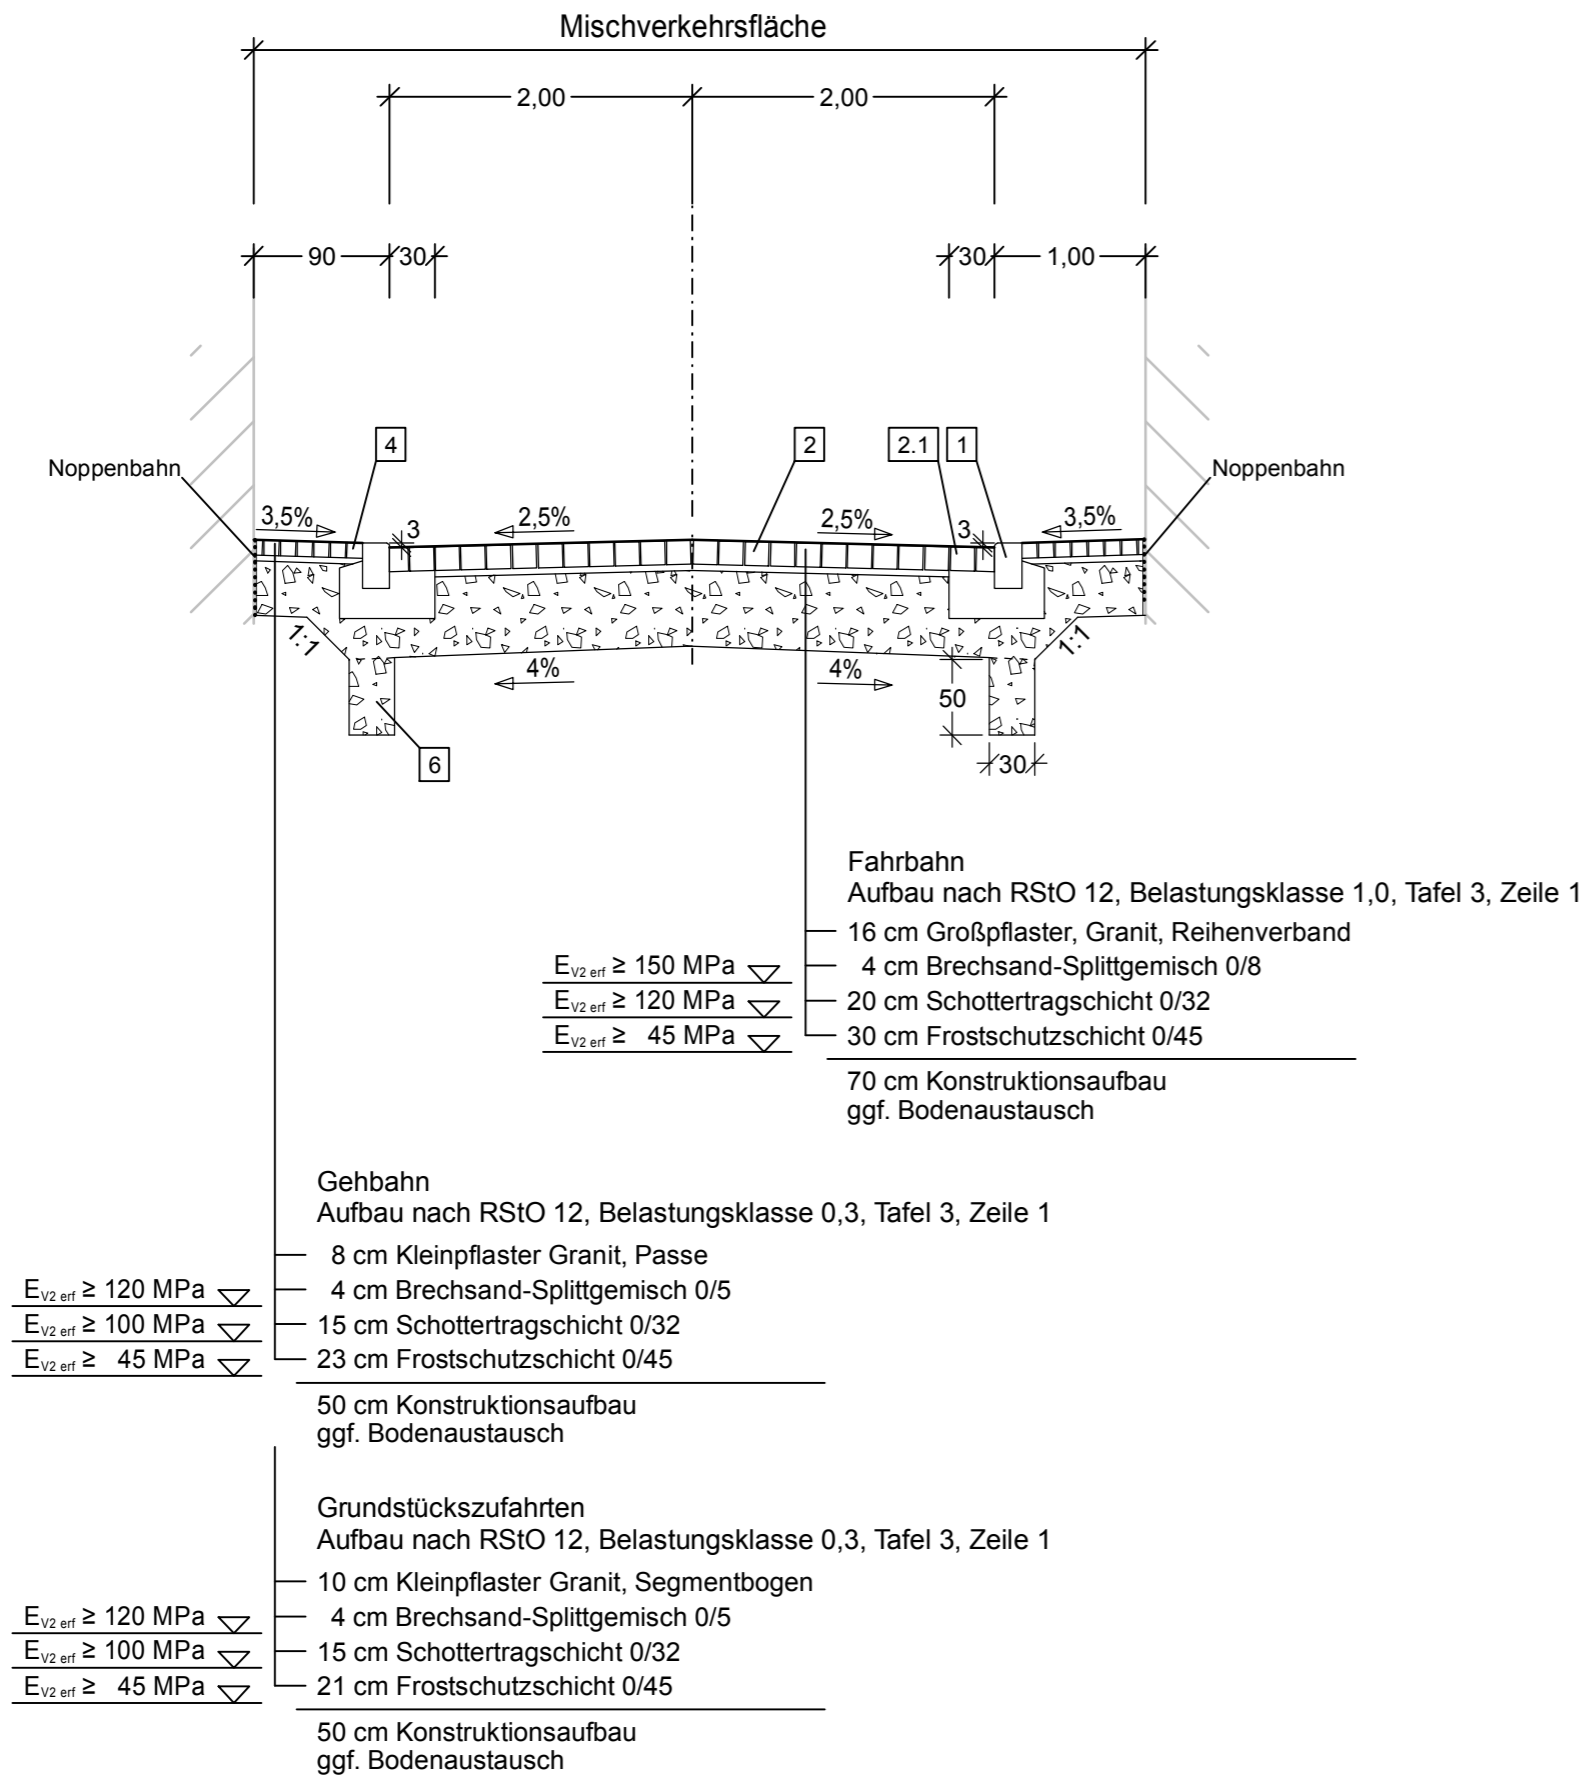 Mischverkehrsfläche
2,00 2,00
90 30 30 1,00
4 2 2.1 1
Noppenbahn Noppenbahn
3,5% 3 2,5% 2,5% 3 3,5%
1:1 1:1
4% 4%
50
6 30
Fahrbahn
Aufbau nach RStO 12, Belastungsklasse 1,0, Tafel 3, Zeile 1
16 cm Großpflaster, Granit, Reihenverband
EV2 erf ≥ 150 MPa 4 cm Brechsand-Splittgemisch 0/8
EV2 erf ≥ 120 MPa 20 cm Schottertragschicht 0/32
EV2 erf ≥ 45 MPa 30 cm Frostschutzschicht 0/45
70 cm Konstruktionsaufbau
ggf. Bodenaustausch
Gehbahn
Aufbau nach RStO 12, Belastungsklasse 0,3, Tafel 3, Zeile 1
8 cm Kleinpflaster Granit, Passe
EV2 erf ≥ 120 MPa 4 cm Brechsand-Splittgemisch 0/5
EV2 erf ≥ 100 MPa 15 cm Schottertragschicht 0/32
EV2 erf ≥ 45 MPa 23 cm Frostschutzschicht 0/45
50 cm Konstruktionsaufbau
ggf. Bodenaustausch
Grundstückszufahrten
Aufbau nach RStO 12, Belastungsklasse 0,3, Tafel 3, Zeile 1
10 cm Kleinpflaster Granit, Segmentbogen
EV2 erf ≥ 120 MPa 4 cm Brechsand-Splittgemisch 0/5
EV2 erf ≥ 100 MPa 15 cm Schottertragschicht 0/32
EV2 erf ≥ 45 MPa 21 cm Frostschutzschicht 0/45
50 cm Konstruktionsaufbau
ggf. Bodenaustausch